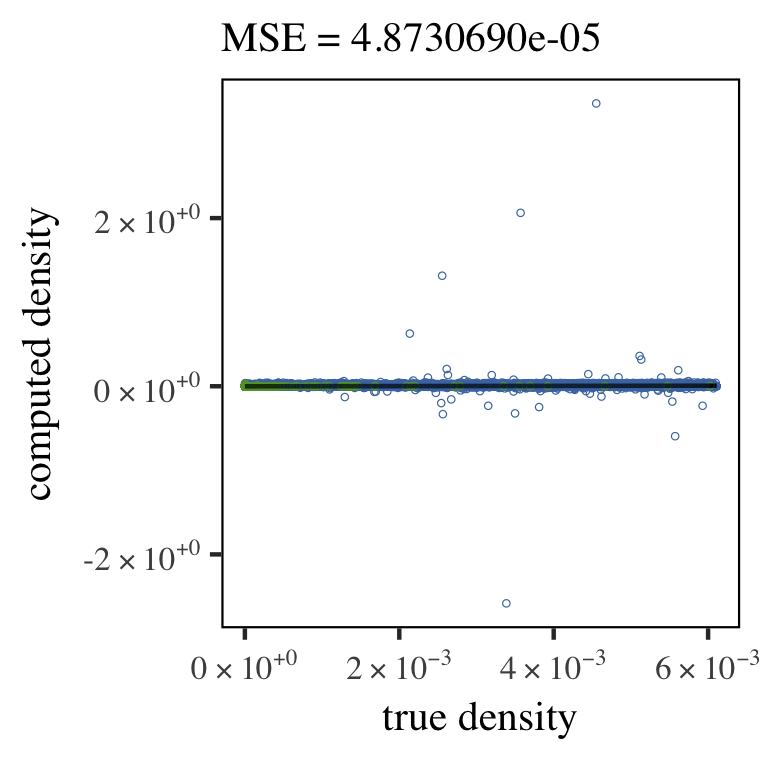 MSE = 4.8730690e-05
computed density
2 × 10⁺⁰
0 × 10⁺⁰
-2 × 10⁺⁰
0 × 10⁺⁰ 2 × 10⁻³ 4 × 10⁻³ 6 × 10⁻³
true density